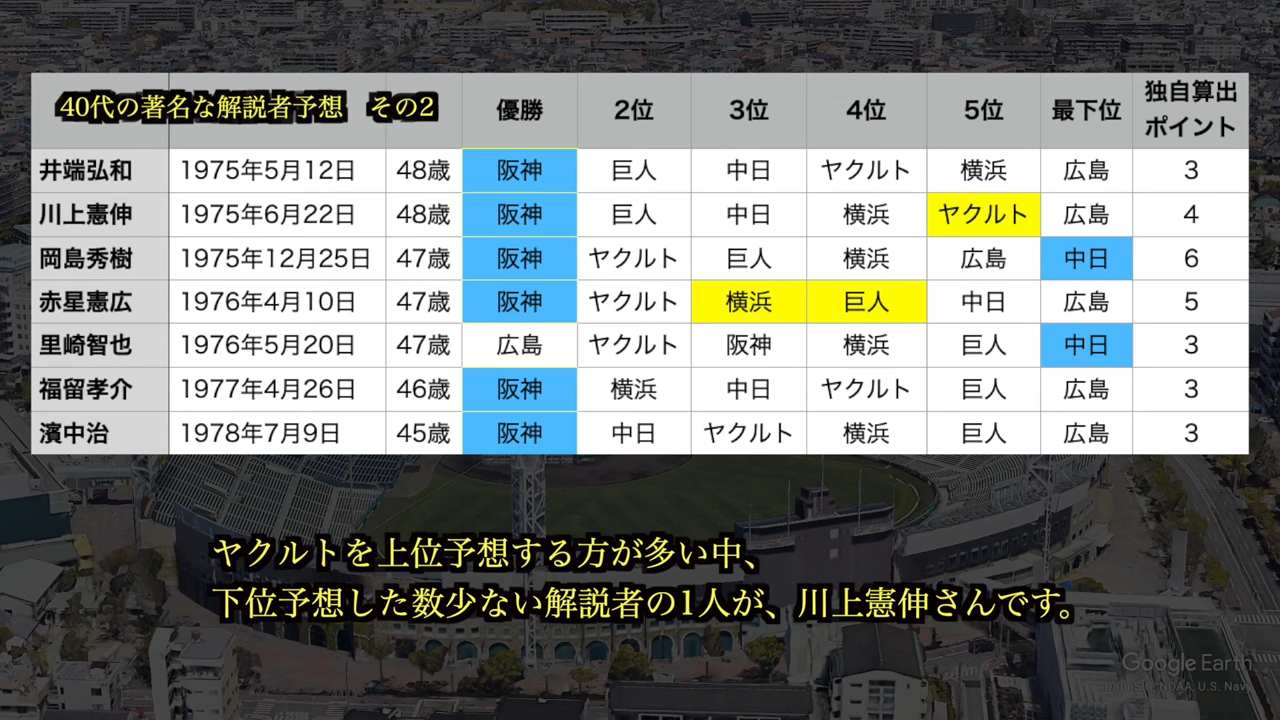 40代の著名な解説者予想 その2 優勝 2位 3位 4位 5位 最下位 独自算出
ポイント
井端弘和 1975年5月12日 48歳 阪神 巨人 中日 ヤクルト 横浜 広島 3
川上憲伸 1975年6月22日 48歳 阪神 巨人 中日 横浜 ヤクルト 広島 4
岡島秀樹 1975年12月25日 47歳 阪神 ヤクルト 巨人 横浜 広島 中日 6
赤星憲広 1976年4月10日 47歳 阪神 ヤクルト 横浜 巨人 中日 広島 5
里崎智也 1976年5月20日 47歳 広島 ヤクルト 阪神 横浜 巨人 中日 3
福留孝介 1977年4月26日 46歳 阪神 横浜 中日 ヤクルト 巨人 広島 3
濱中治 1978年7月9日 45歳 阪神 中日 ヤクルト 横浜 巨人 広島 3
ヤクルトを上位予想する方が多い中、
下位予想した数少ない解説者の1人が、川上憲伸さんです。
Google Earth
Data SIO, NOAA, U.S. Navy